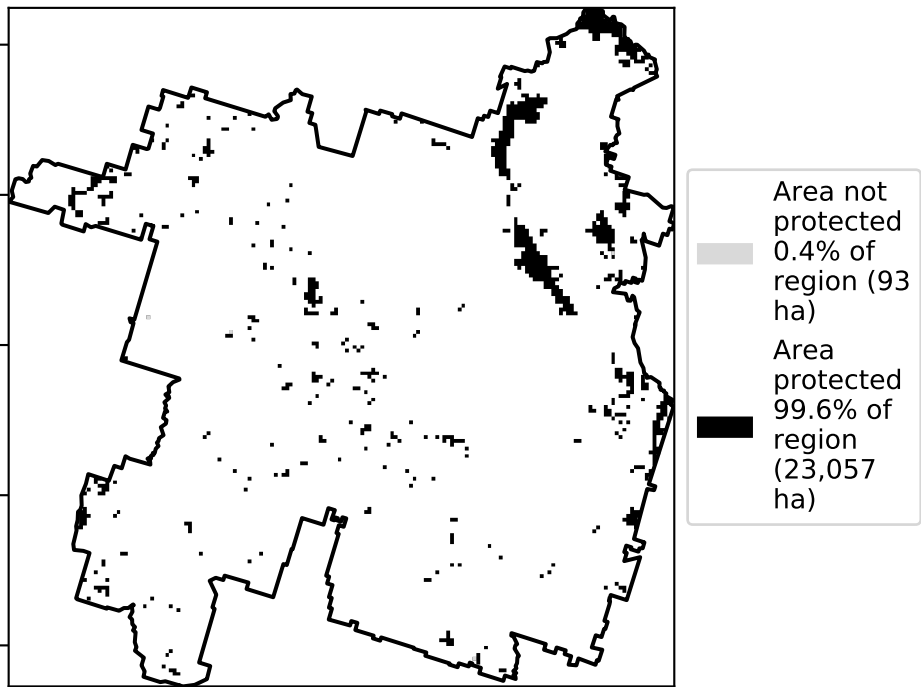 Area not
protected
0.4% of
region (93
ha)
Area
protected
99.6% of
region
(23,057
ha)